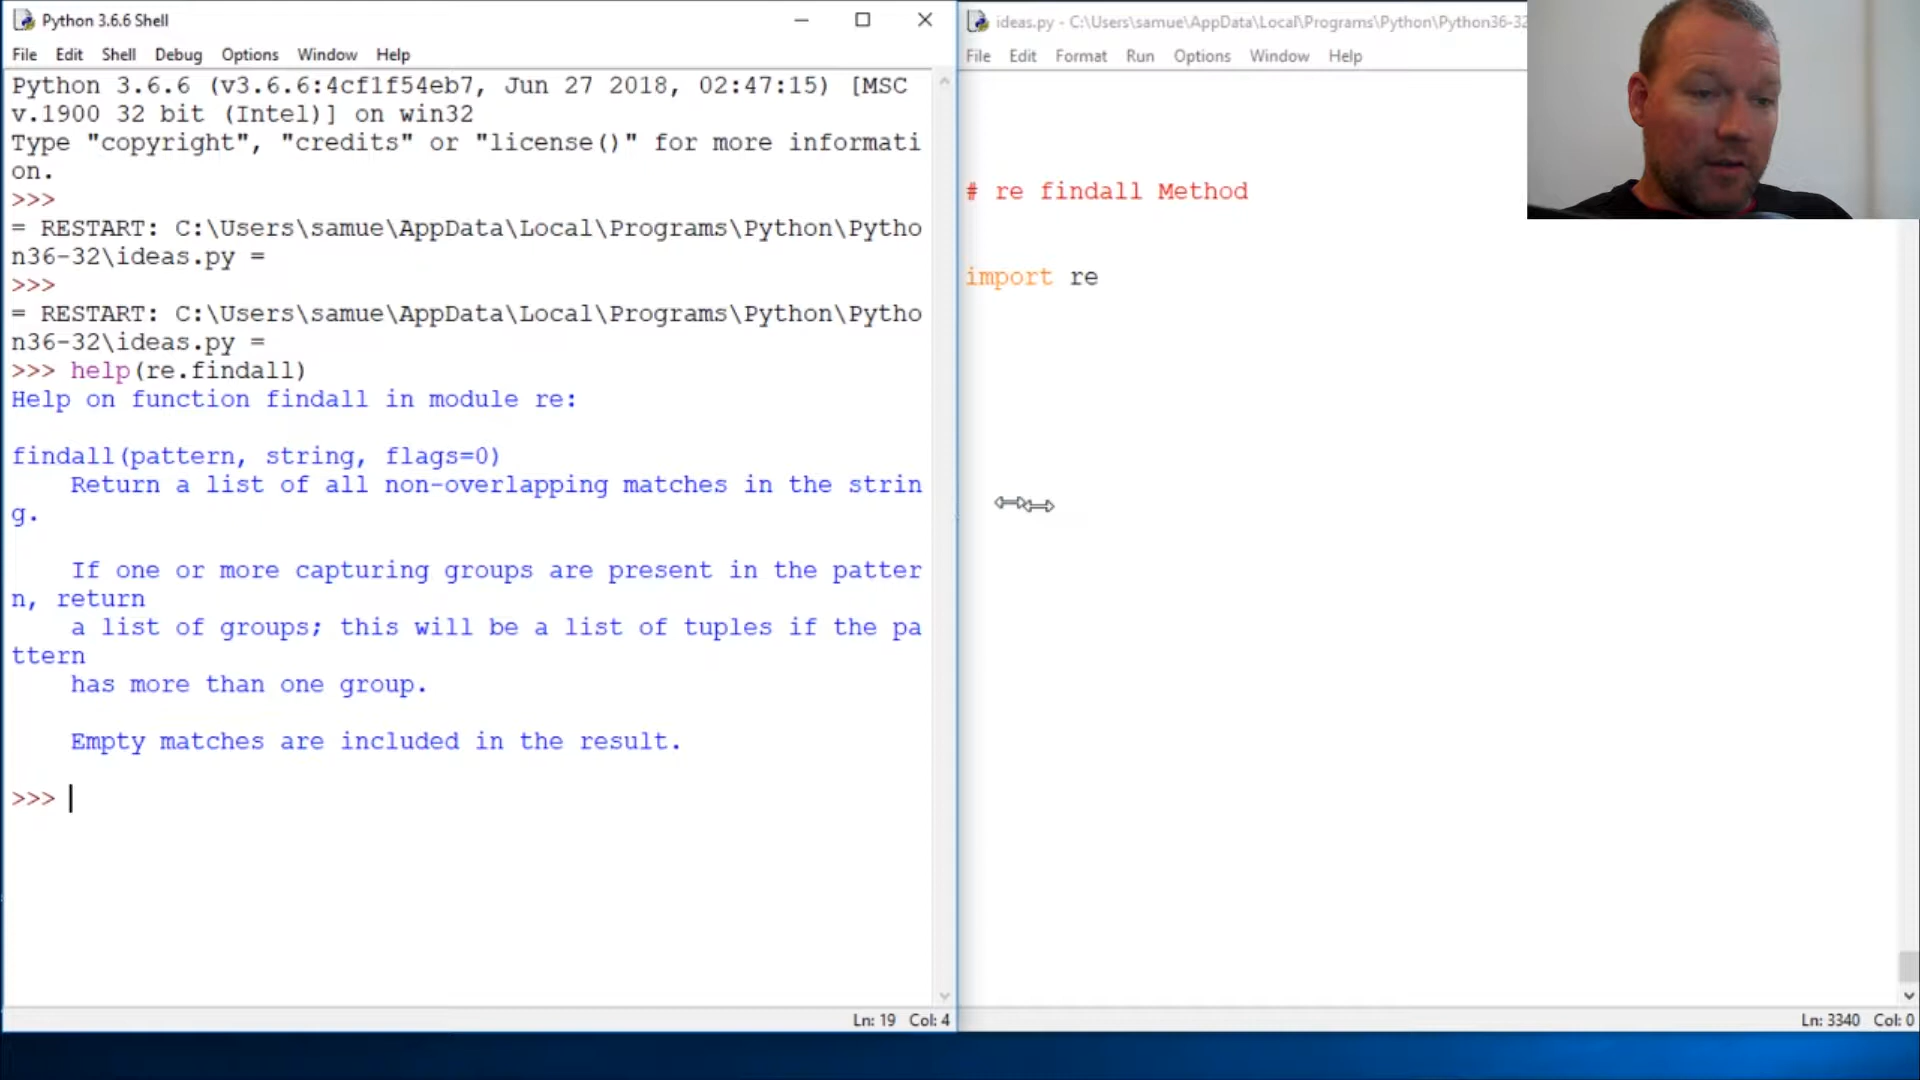 Python 3.6.6 Shell
File Edit Shell Debug Options Window Help
Python 3.6.6 (v3.6.6:4cf1f54eb7, Jun 27 2018, 02:47:15) [MSC
v.1900 32 bit (Intel)] on win32
Type "copyright", "credits" or "license()" for more informati
on.
>>>
= RESTART: C:\Users\samue\AppData\Local\Programs\Python\Pytho
n36-32\ideas.py =
>>>
= RESTART: C:\Users\samue\AppData\Local\Programs\Python\Pytho
n36-32\ideas.py =
>>> help(re.findall)
Help on function findall in module re:
findall(pattern, string, flags=0)
Return a list of all non-overlapping matches in the strin
g.
If one or more capturing groups are present in the patter
n, return
a list of groups; this will be a list of tuples if the pa
ttern
has more than one group.
Empty matches are included in the result.
>>>
Ln: 19 Col: 4
ideas.py - C:\Users\samue\AppData\Local\Programs\Python\Python36-32
File Edit Format Run Options Window Help
# re findall Method
import re
Ln: 3340 Col: 0